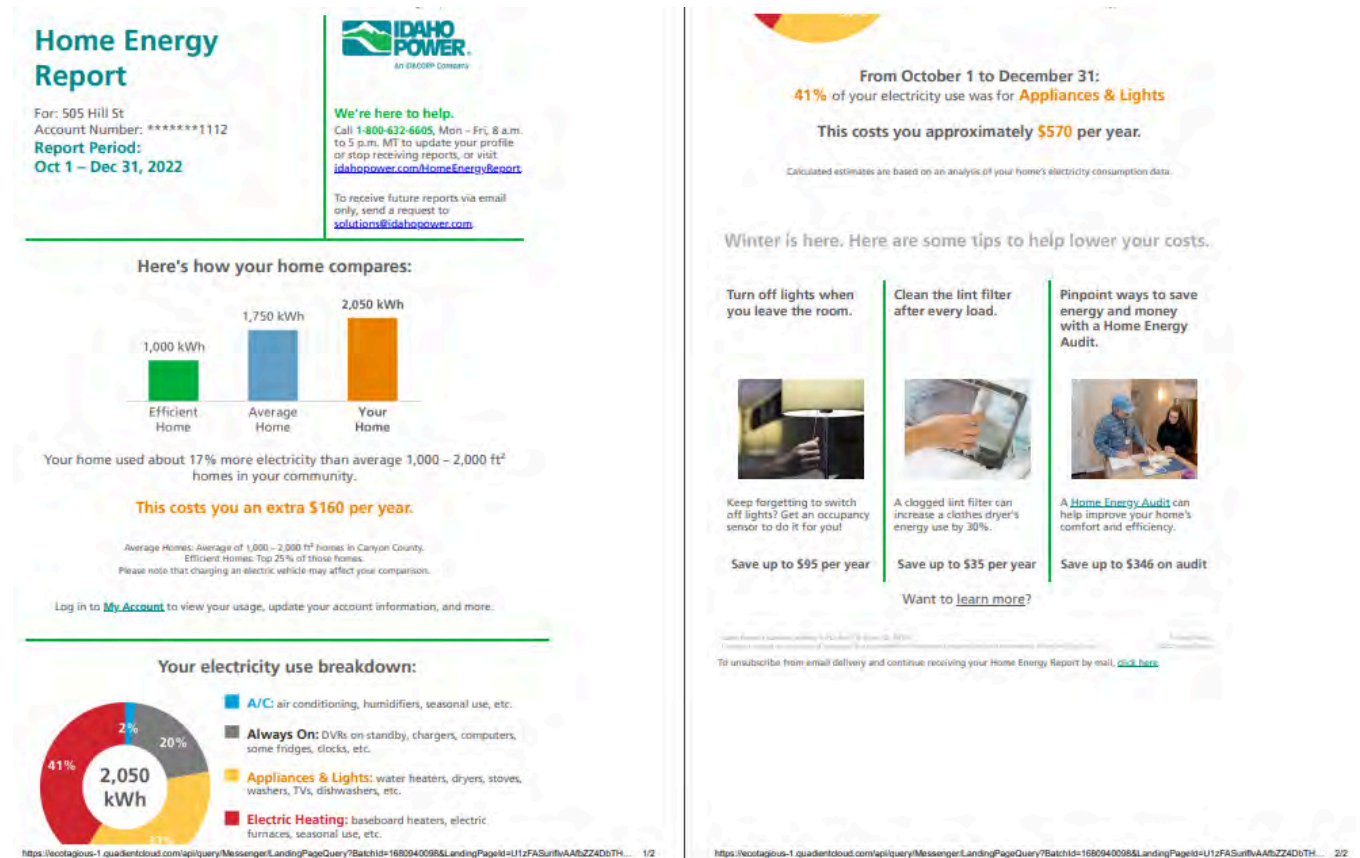 Home Energy
Report
For: 505 Hill St
Account Number: *******1112
Report Period:
Oct 1 – Dec 31, 2022
IDAHO
POWER®
An IDACORP Company
We're here to help.
Call 1-800-632-6605, Mon – Fri, 8 a.m.
to 5 p.m. MT to update your profile
or stop receiving reports, or visit
idahopower.com/HomeEnergyReport.
To receive future reports via email
only, send a request to
solutions@idahopower.com.
Here's how your home compares:
1,000 kWh
1,750 kWh
2,050 kWh
Efficient
Home
Average
Home
Your
Home
Your home used about 17% more electricity than average 1,000 – 2,000 ft²
homes in your community.
This costs you an extra $160 per year.
Average Homes: Average of 1,000 – 2,000 ft² homes in Canyon County.
Efficient Homes: Top 25% of those homes.
Please note that charging an electric vehicle may affect your comparison.
Log in to My Account to view your usage, update your account information, and more.
Your electricity use breakdown:
2%
20%
41%
37%
2,050
kWh
A/C: air conditioning, humidifiers, seasonal use, etc.
Always On: DVRs on standby, chargers, computers,
some fridges, clocks, etc.
Appliances & Lights: water heaters, dryers, stoves,
washers, TVs, dishwashers, etc.
Electric Heating: baseboard heaters, electric
furnaces, seasonal use, etc.
1/2
From October 1 to December 31:
41% of your electricity use was for Appliances & Lights
This costs you approximately $570 per year.
Calculated estimates are based on an analysis of your home's electricity consumption data.
Winter is here. Here are some tips to help lower your costs.
Turn off lights when
you leave the room.
Keep forgetting to switch
off lights? Get an occupancy
sensor to do it for you!
Save up to $95 per year
Clean the lint filter
after every load.
A clogged lint filter can
increase a clothes dryer's
energy use by 30%.
Save up to $35 per year
Pinpoint ways to save
energy and money
with a Home Energy
Audit.
A Home Energy Audit can
help improve your home's
comfort and efficiency.
Save up to $346 on audit
Want to learn more?
To unsubscribe from email delivery and continue receiving your Home Energy Report by mail, click here.
2/2